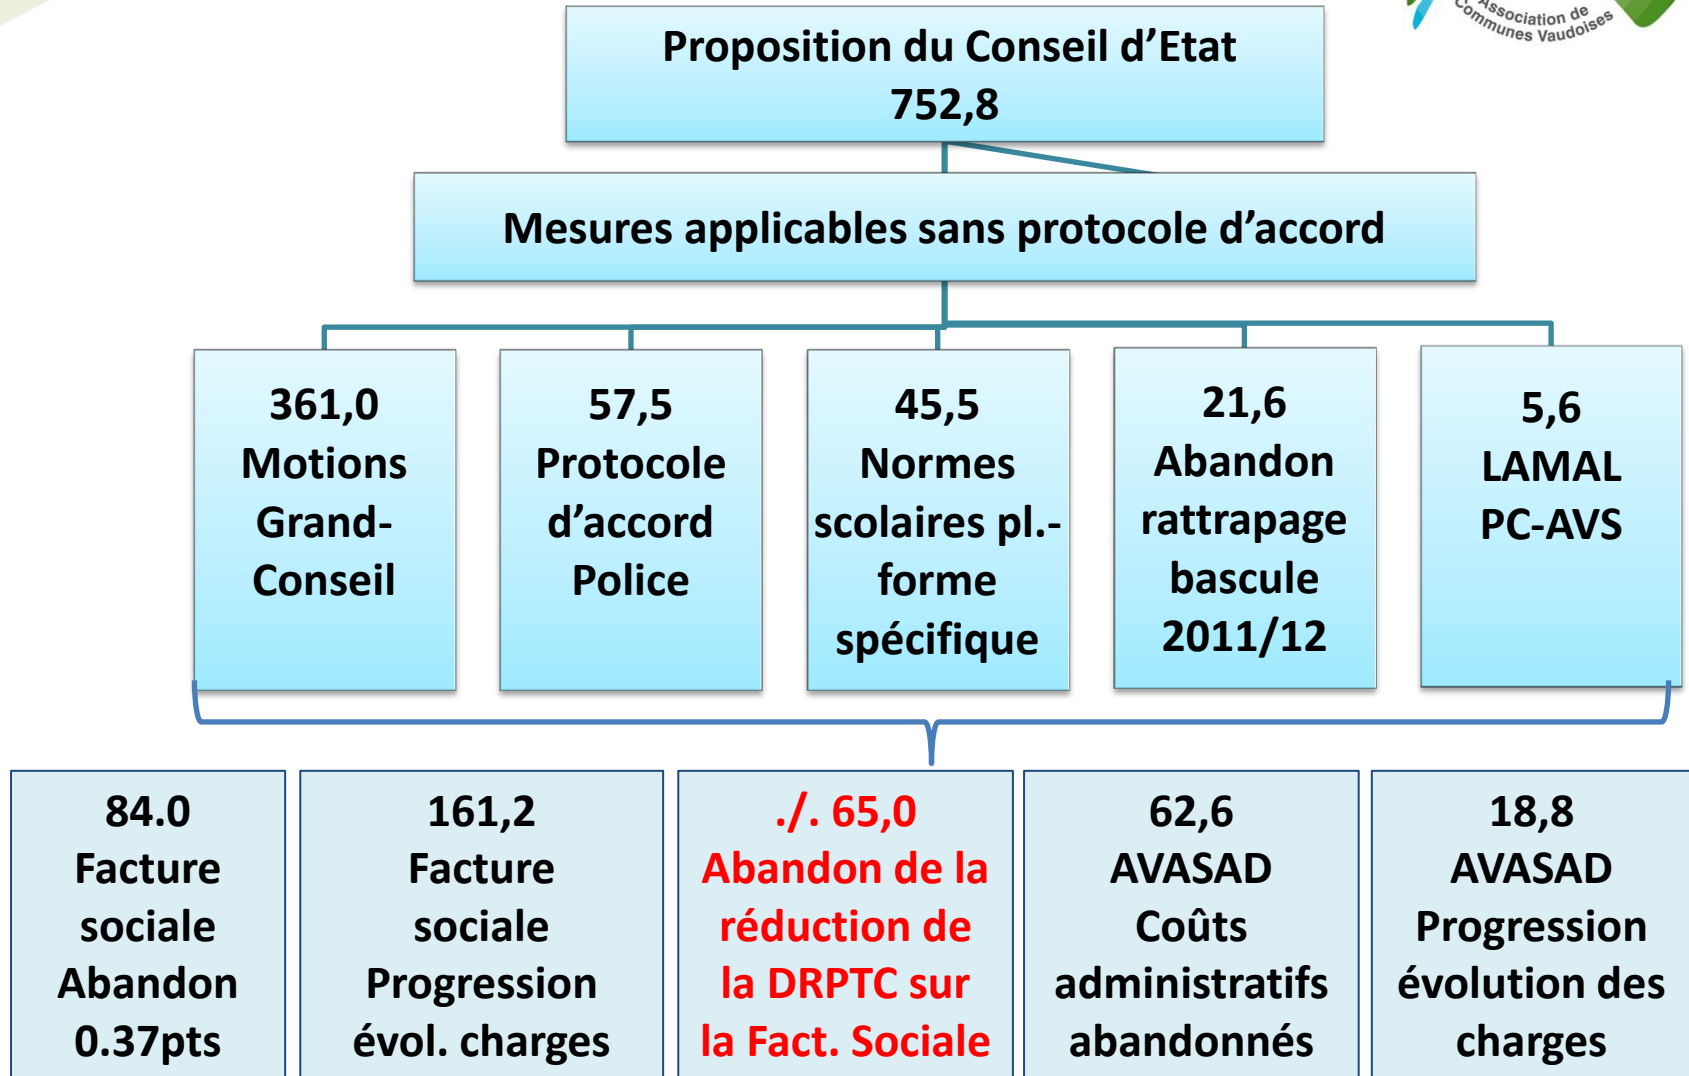 Association de
Communes Vaudoises
Proposition du Conseil d’Etat
752,8
Mesures applicables sans protocole d’accord
361,0
Motions
Grand-
Conseil
57,5
Protocole
d’accord
Police
45,5
Normes
scolaires pl.-
forme
spécifique
21,6
Abandon
rattrapage
bascule
2011/12
5,6
LAMAL
PC-AVS
84.0
Facture
sociale
Abandon
0.37pts
161,2
Facture
sociale
Progression
évol. charges
./. 65,0
Abandon de la
réduction de
la DRPTC sur
la Fact. Sociale
62,6
AVASAD
Coûts
administratifs
abandonnés
18,8
AVASAD
Progression
évolution des
charges